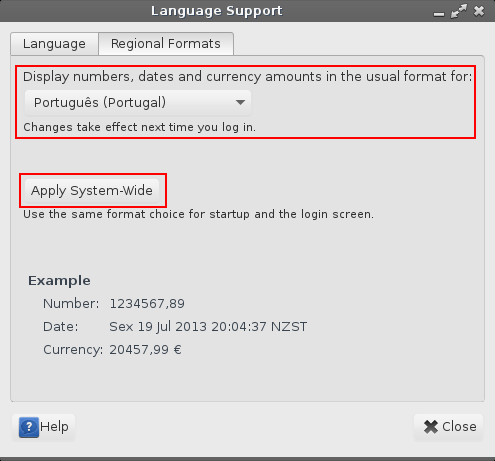 Language Support
Language Regional Formats
Display numbers, dates and currency amounts in the usual format for:
Português (Portugal)
Changes take effect next time you log in.
Apply System-Wide
Use the same format choice for startup and the login screen.
Example
Number: 1234567,89
Date: Sex 19 Jul 2013 20:04:37 NZST
Currency: 20457,99 €
? Help
Close